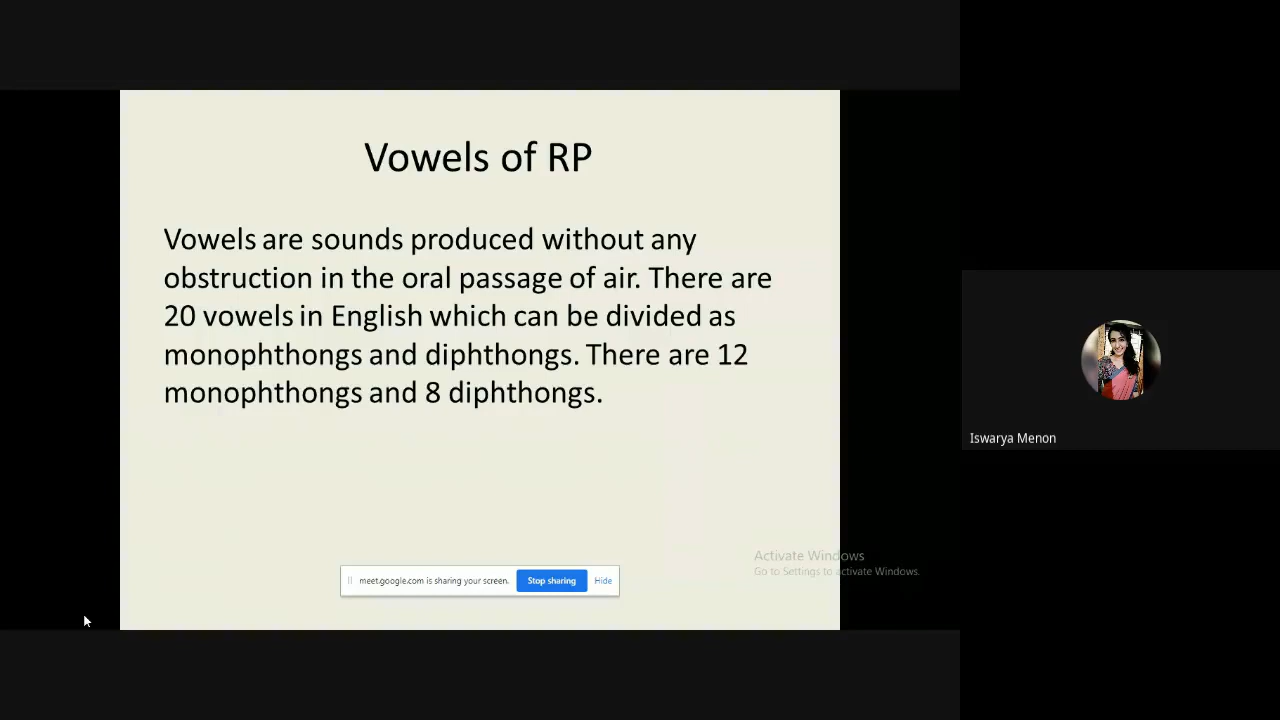 Vowels of RP
Vowels are sounds produced without any
obstruction in the oral passage of air. There are
20 vowels in English which can be divided as
monophthongs and diphthongs. There are 12
monophthongs and 8 diphthongs.
Iswarya Menon
Activate Windows
Go to Settings to activate Windows.
meet.google.com is sharing your screen. Stop sharing Hide